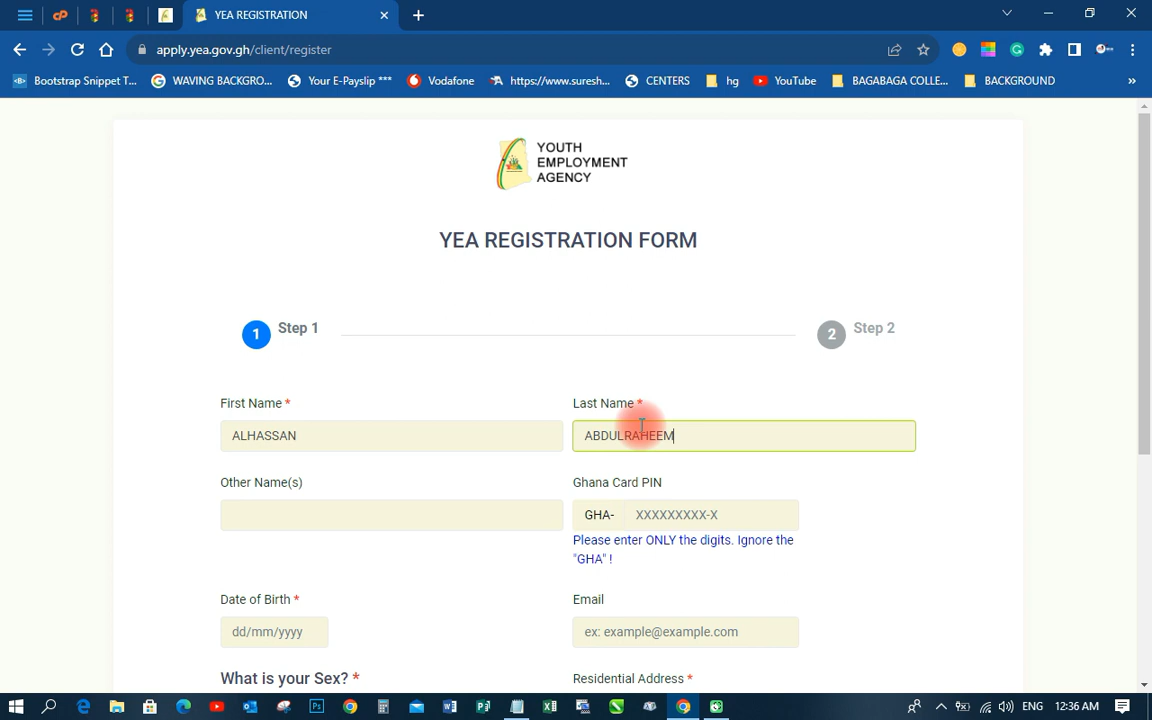 YEA REGISTRATION
apply.yea.gov.gh/client/register
Bootstrap Snippet T...
WAVING BACKGRO...
Your E-Payslip ***
Vodafone
https://www.suresh...
CENTERS
hg
YouTube
BAGABAGA COLLE...
BACKGROUND
»
YOUTH
EMPLOYMENT
AGENCY
YEA REGISTRATION FORM
1 Step 1
2 Step 2
First Name *
Last Name *
ALHASSAN
ABDULRAHEEM
Other Name(s)
Ghana Card PIN
GHA- XXXXXXXXX-X
Please enter ONLY the digits. Ignore the
"GHA" !
Date of Birth *
Email
dd/mm/yyyy
ex: example@example.com
What is your Sex? *
Residential Address *
ENG
12:36 AM